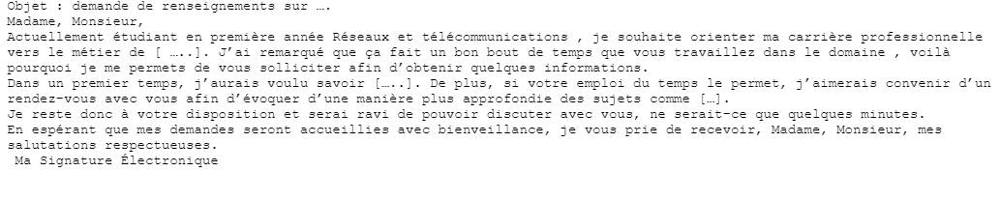 Objet : demande de renseignements sur ….
Madame, Monsieur,
Actuellement étudiant en première année Réseaux et télécommunications , je souhaite orienter ma carrière professionnelle
vers le métier de [ …..]. J’ai remarqué que ça fait un bon bout de temps que vous travaillez dans le domaine , voilà
pourquoi je me permets de vous solliciter afin d’obtenir quelques informations.
Dans un premier temps, j’aurais voulu savoir […..]. De plus, si votre emploi du temps le permet, j’aimerais convenir d’un
rendez-vous avec vous afin d’évoquer d’une manière plus approfondie des sujets comme […].
Je reste donc à votre disposition et serai ravi de pouvoir discuter avec vous, ne serait-ce que quelques minutes.
En espérant que mes demandes seront accueillies avec bienveillance, je vous prie de recevoir, Madame, Monsieur, mes
salutations respectueuses.
Ma Signature Électronique